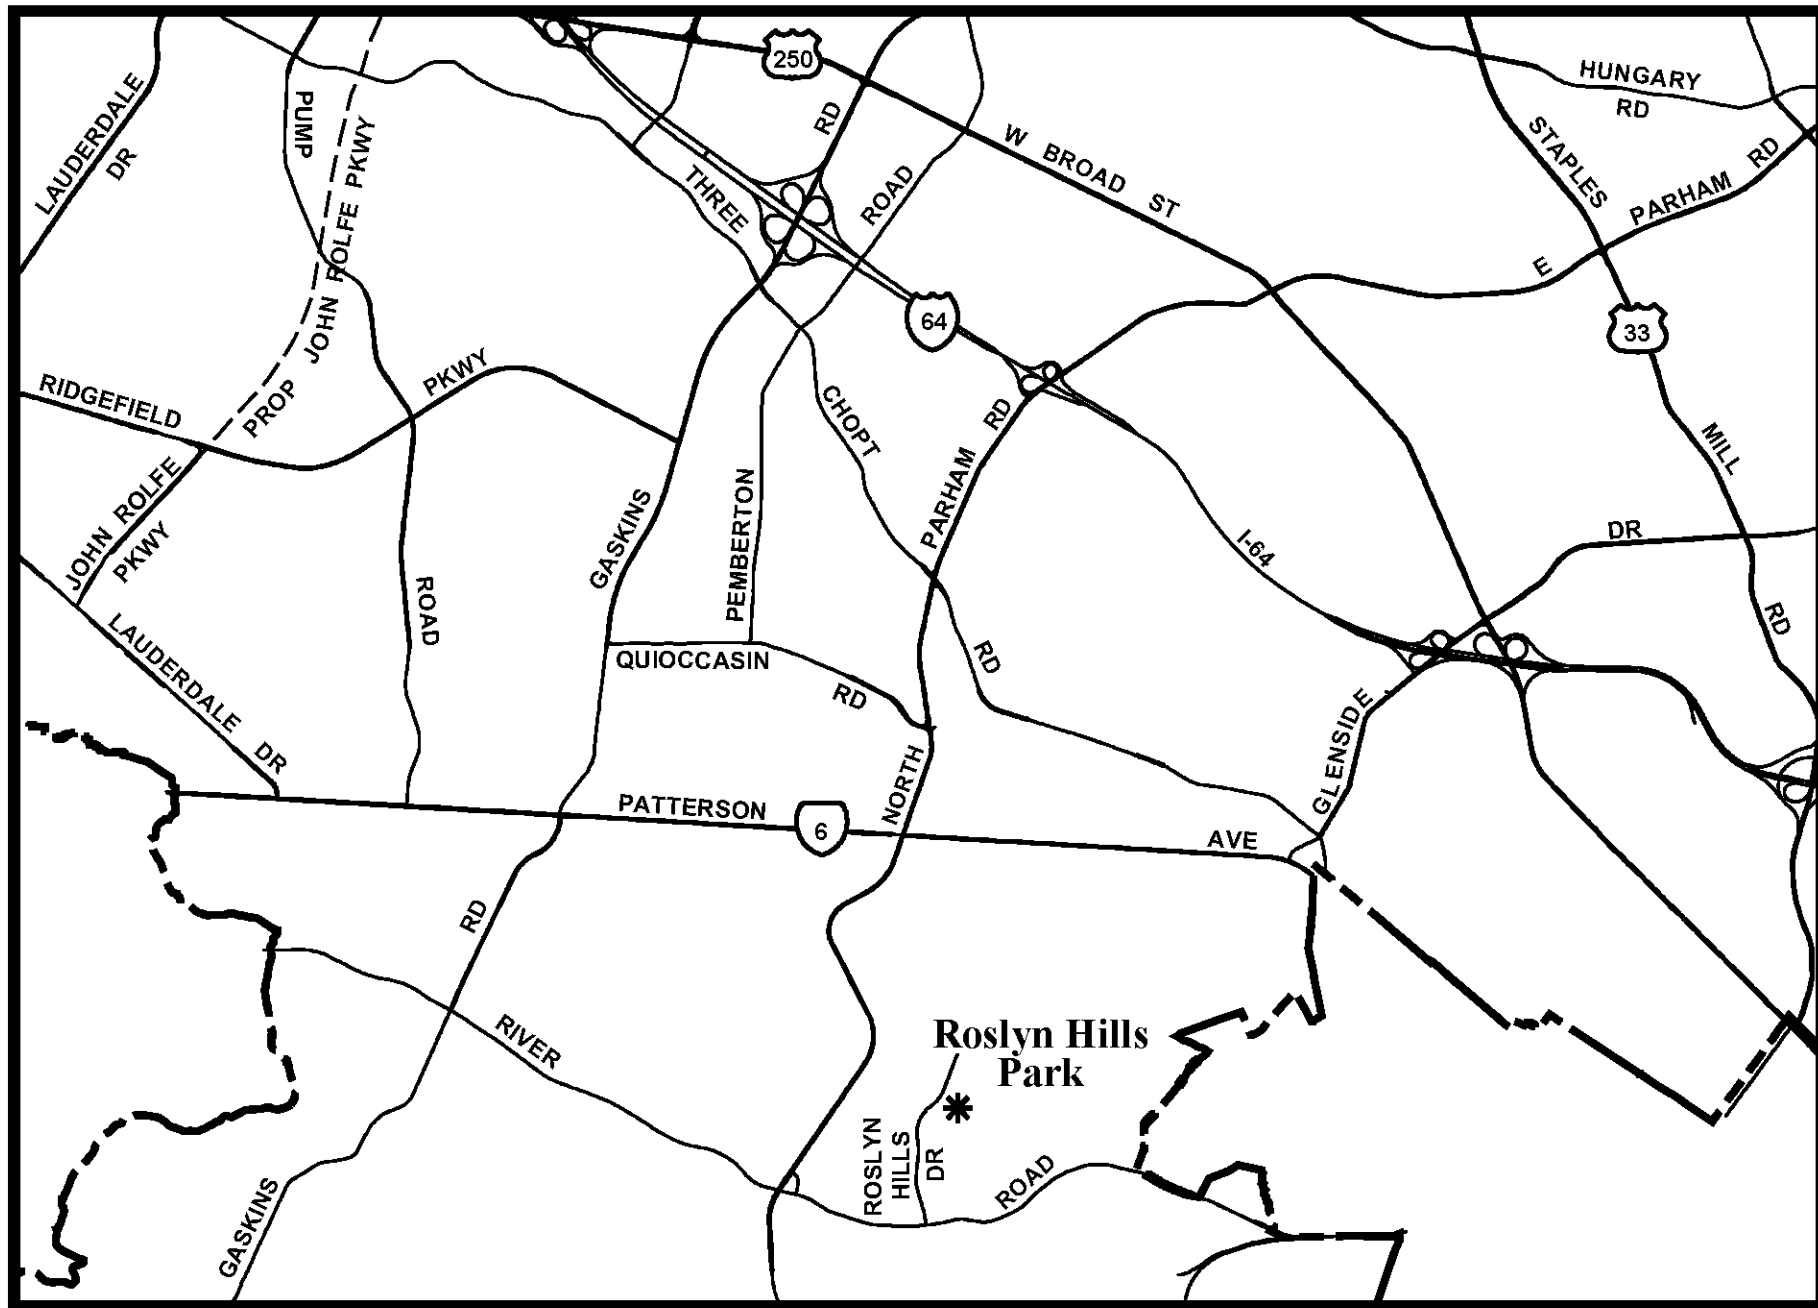 250
HUNGARY
RD
LAUDERDALE
DR
PUMP
JOHN ROLFE PKWY
PROP
RD
W BROAD ST
STAPLES
PARHAM RD
E
THREE
ROAD
64
33
RIDGEFIELD
PKWY
CHOPT
RD
PARHAM
MILL
JOHN ROLFE
PKWY
GASKINS
PEMBERTON
I-64
DR
ROAD
RD
LAUDERDALE DR
QUIOCCASIN
RD
RD
GLENSIDE
NORTH
PATTERSON
6
AVE
RD
RIVER
Roslyn Hills
Park
ROSLYN
HILLS
DR
ROAD
GASKINS